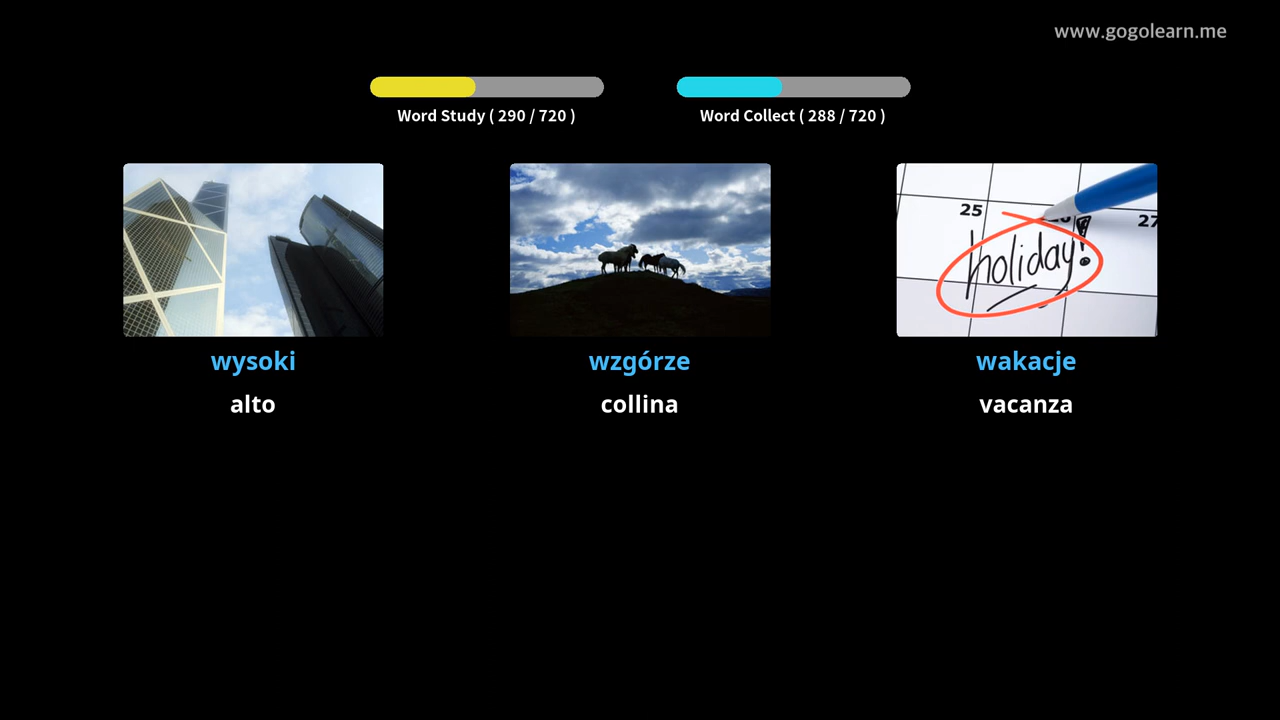 www.gogolearn.me
Word Study ( 290 / 720 )
Word Collect ( 288 / 720 )
25
27
holiday!
wysoki
wzgórze
wakacje
alto
collina
vacanza